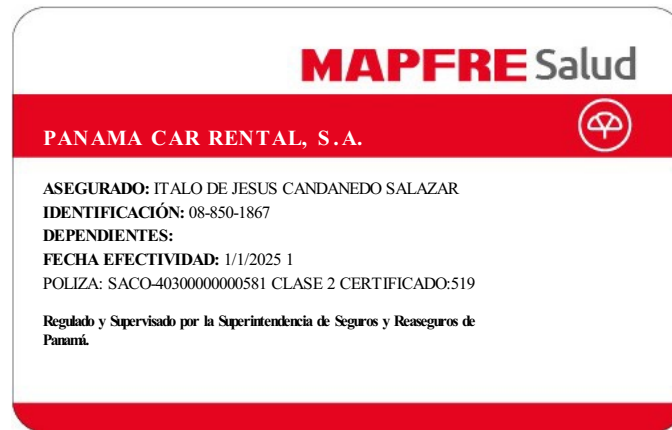 MAPFRE Salud
PANAMA CAR RENTAL, S.A.
ASEGURADO: ITALO DE JESUS CANDANEDO SALAZAR
IDENTIFICACIÓN: 08-850-1867
DEPENDIENTES:
FECHA EFECTIVIDAD: 1/1/2025 1
POLIZA: SACO-40300000000581 CLASE 2 CERTIFICADO:519
Regulado y Supervisado por la Superintendencia de Seguros y Reaseguros de
Panamá.